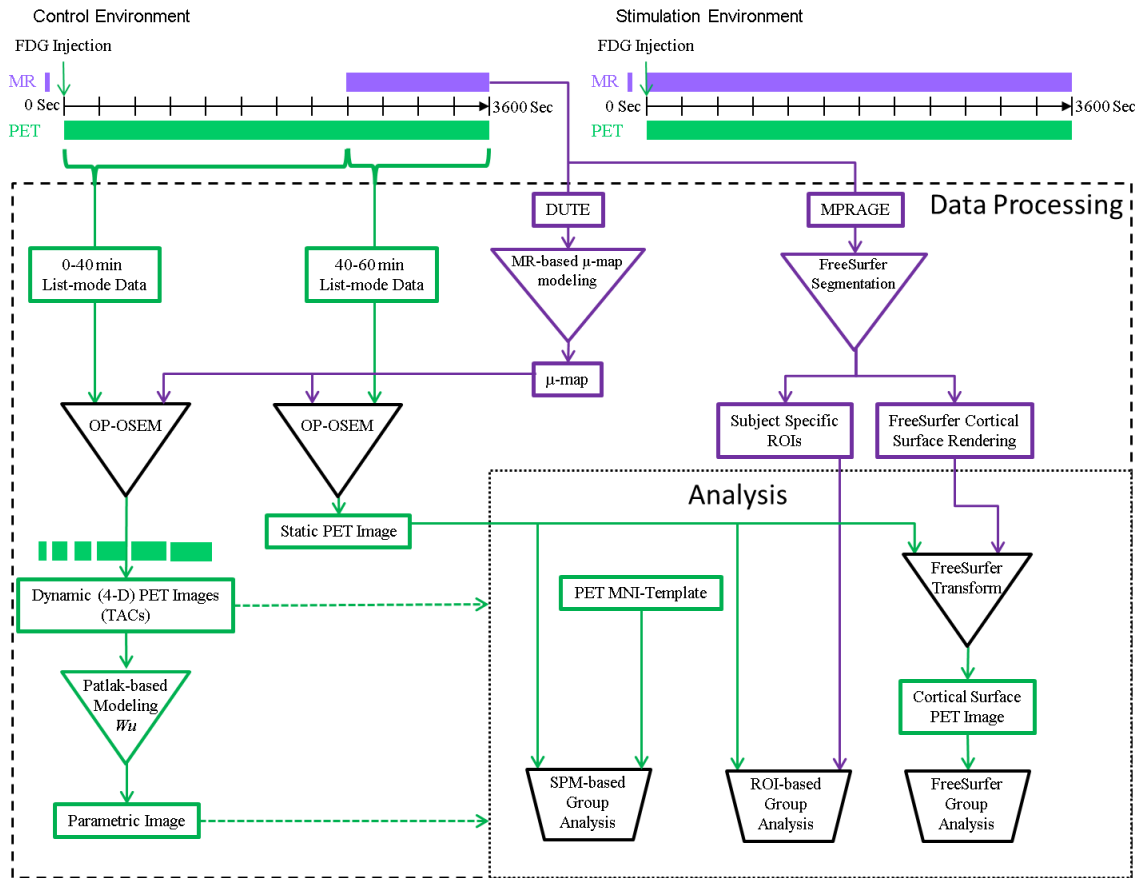 Control Environment
Stimulation Environment
FDG Injection
FDG Injection
MR
MR
0 Sec
3600 Sec
0 Sec
3600 Sec
PET
PET
Data Processing
DUTE
MPRAGE
0-40 min
List-mode Data
40-60 min
List-mode Data
MR-based μ-map
modeling
FreeSurfer
Segmentation
μ-map
OP-OSEM
OP-OSEM
Subject Specific
ROIs
FreeSurfer Cortical
Surface Rendering
Analysis
Static PET Image
Dynamic (4-D) PET Images
(TACs)
PET MNI-Template
FreeSurfer
Transform
Patlak-based
Modeling
Wu
Cortical Surface
PET Image
Parametric Image
SPM-based
Group
Analysis
ROI-based
Group
Analysis
FreeSurfer
Group
Analysis